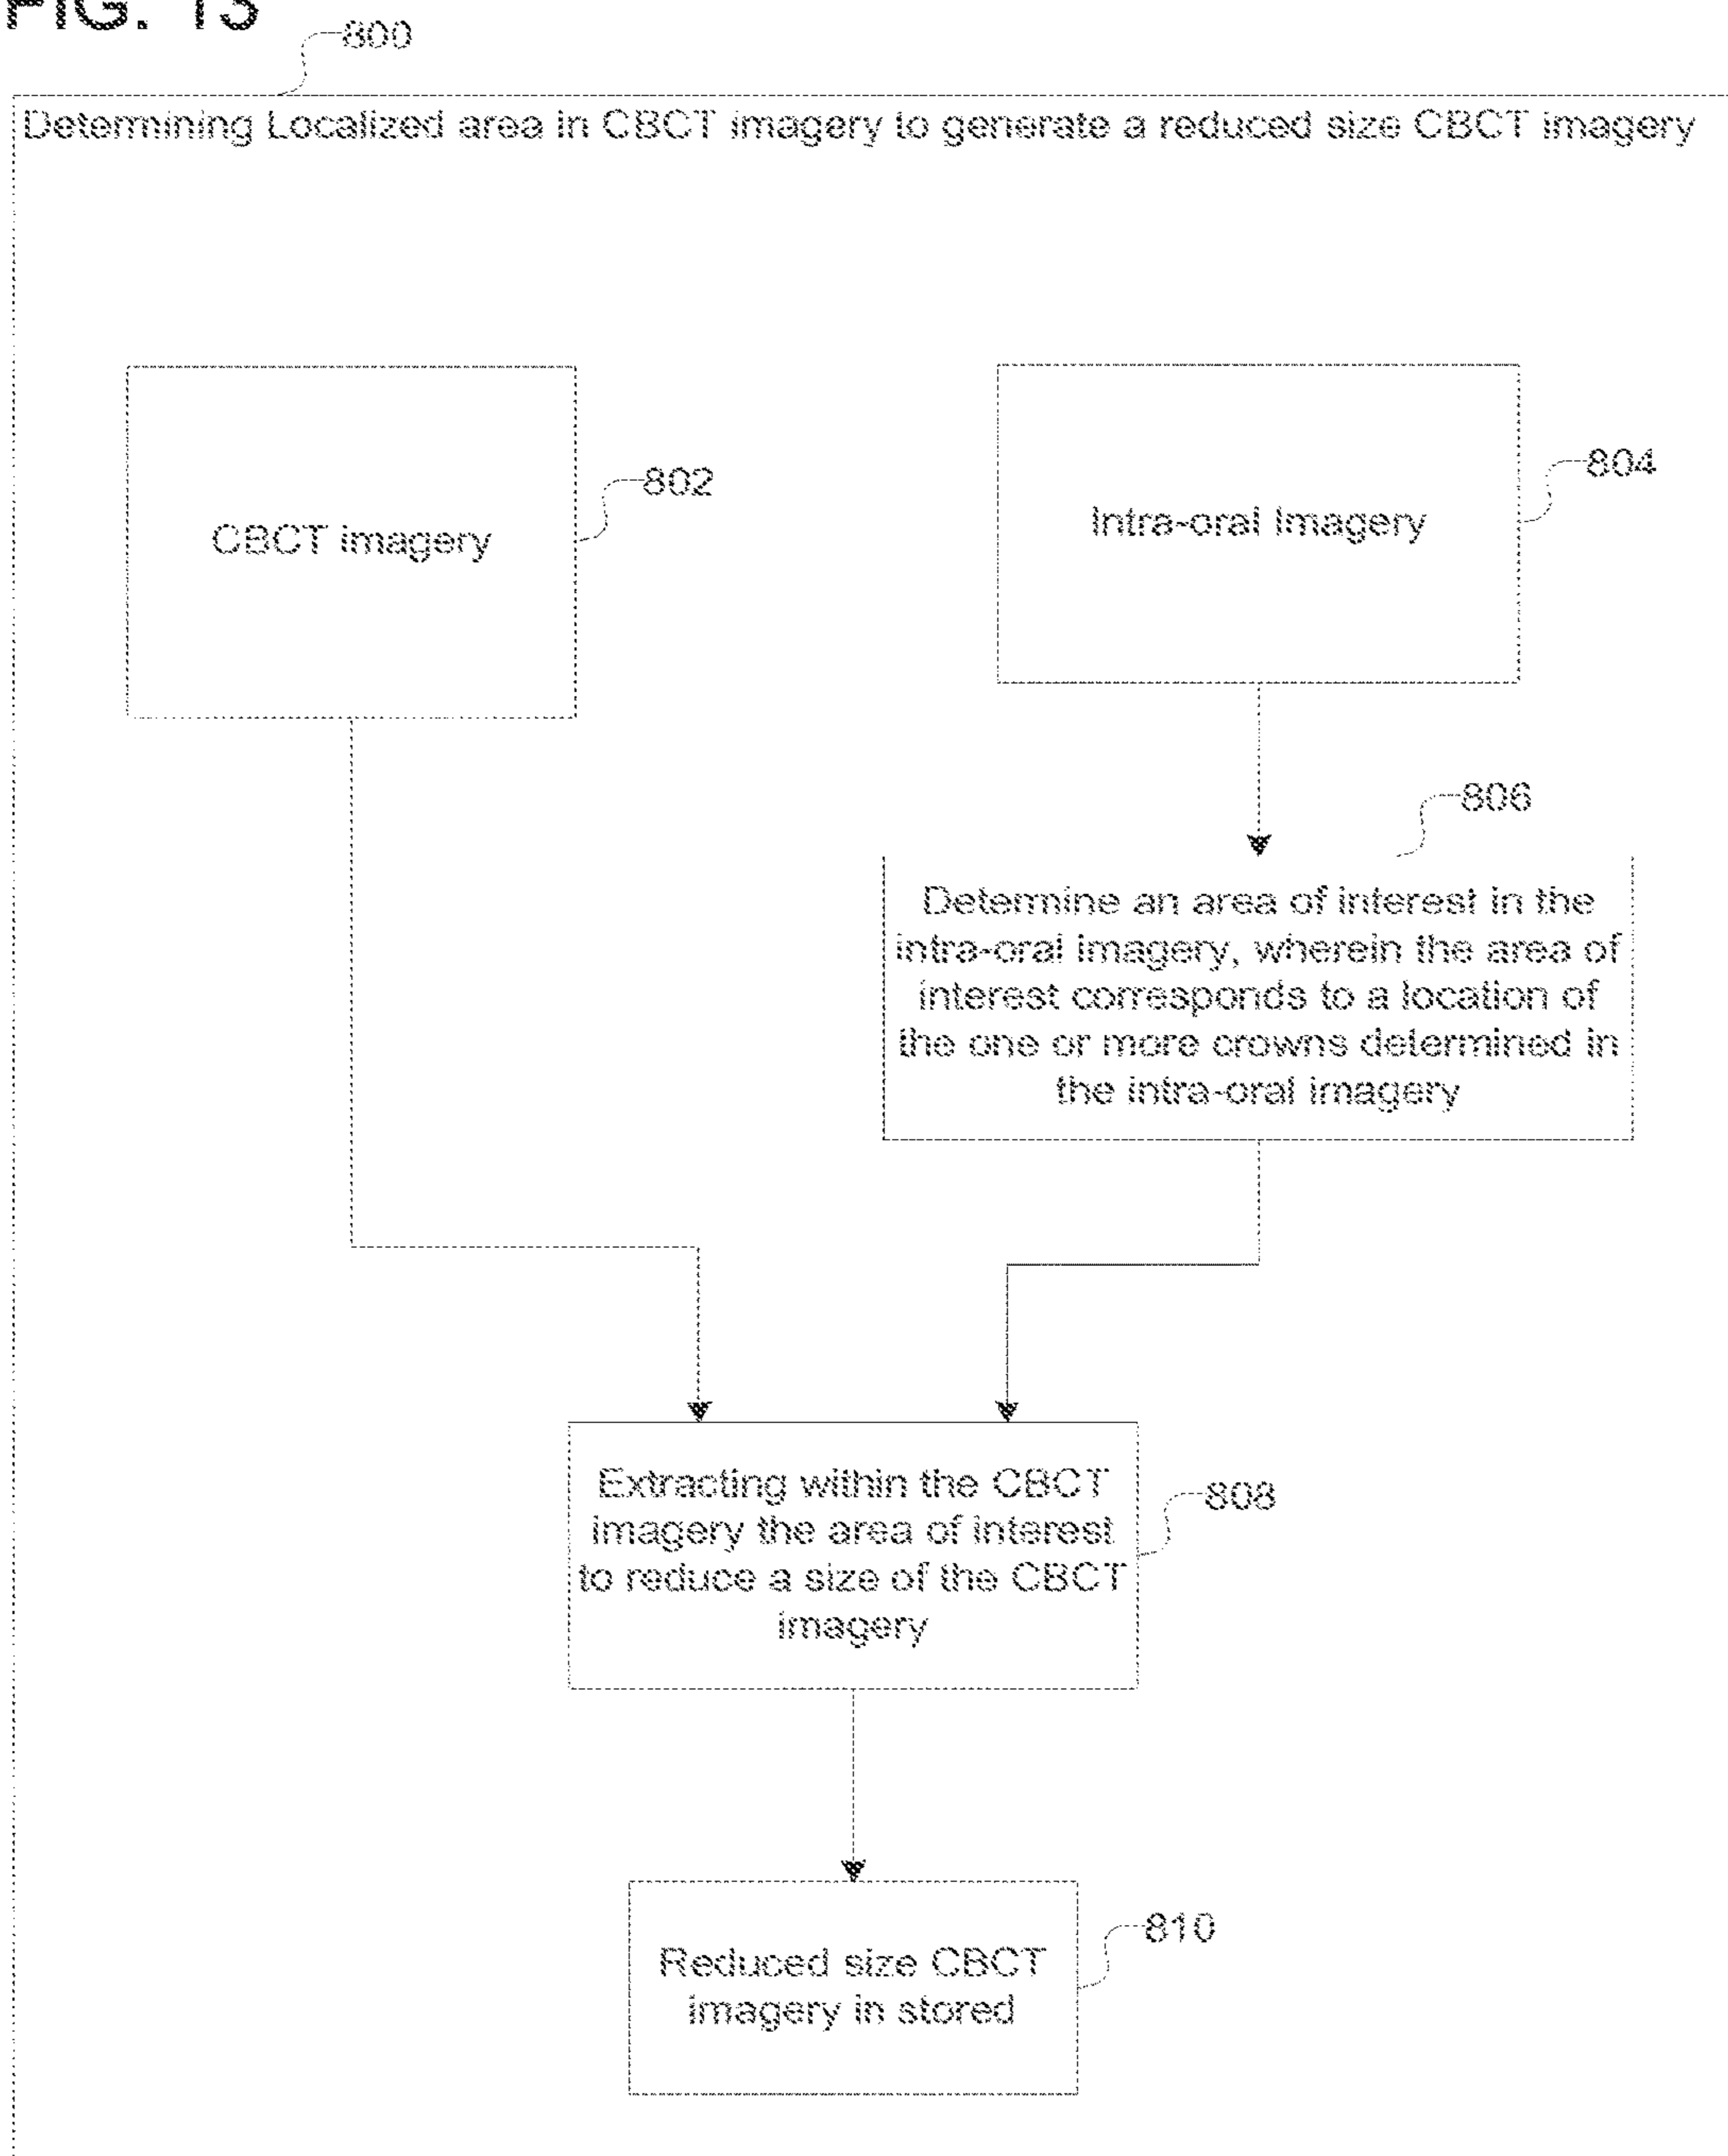 FIG. 13
800
Determining Localized area in CBCT imagery to generate a reduced size CBCT imagery
CBCT imagery
802
Intra-oral Imagery
804
806
Determine an area of interest in the
intra-oral imagery, wherein the area of
interest corresponds to a location of
the one or more crowns determined in
the intra-oral imagery
Extracting within the CBCT
imagery the area of interest
to reduce a size of the CBCT
imagery
808
Reduced size CBCT
imagery in stored
810